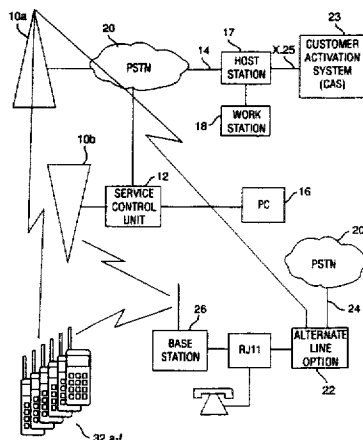 10a
20
PSTN
14
17
HOST
STATION
X.25
23
CUSTOMER
ACTIVATION
SYSTEM
(CAS)
18
WORK
STATION
10b
12
SERVICE
CONTROL
UNIT
PC
16
20
PSTN
24
26
BASE
STATION
RJ11
ALTERNATE
LINE
OPTION
22
32 a-f